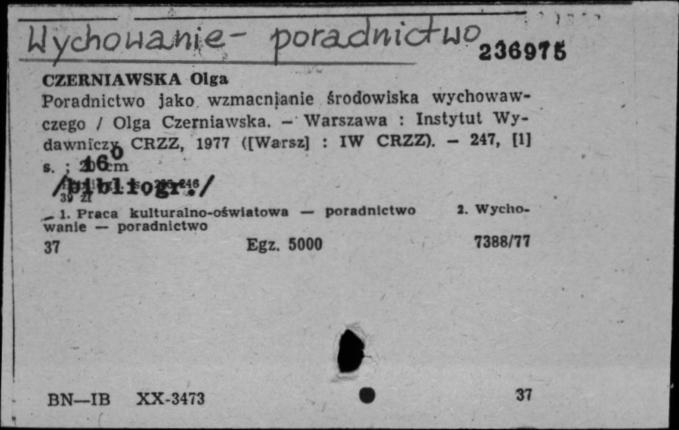 Wychowanie - poradnictwo
236975
CZERNIAWSKA Olga
Poradnictwo jako wzmacnianie środowiska wychowaw-
czego / Olga Czerniawska. — Warszawa : Instytut Wy-
dawniczy CRZZ, 1977 ([Warsz] : IW CRZZ). — 247, [1]
s. ; cm
16°
/bibliogr./
39 zł
1. Praca kulturalno-oświatowa — poradnictwo 2. Wycho-
wanie — poradnictwo
37 Egz. 5000 7388/77
BN—IB XX-3473 37